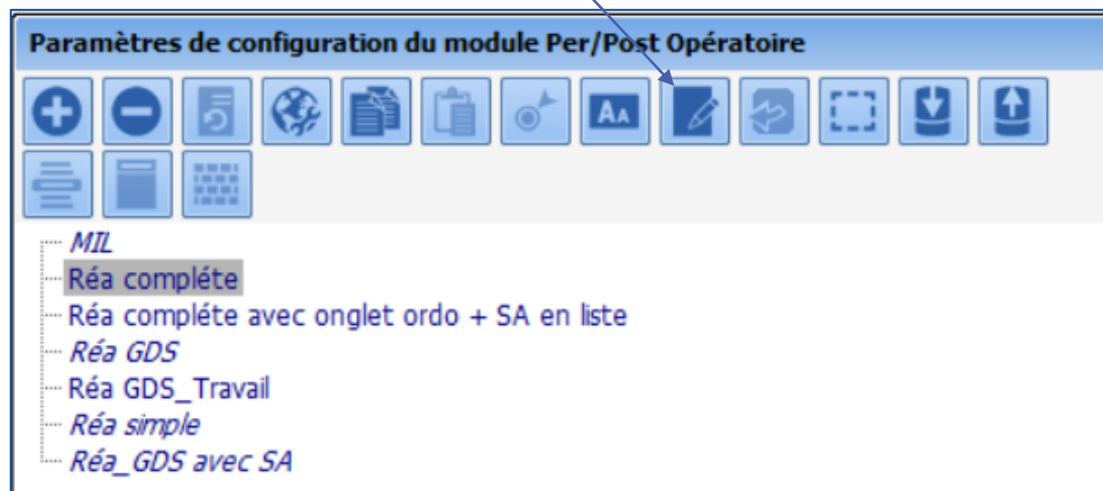 Paramètres de configuration du module Per/Post Opératoire
AA
MIL
Réa compléte
Réa compléte avec onglet ordo + SA en liste
Réa GDS
Réa GDS_Travail
Réa simple
Réa_GDS avec SA